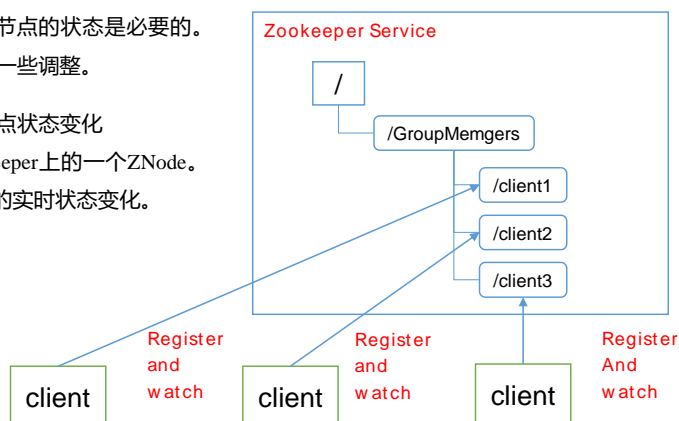 节点的状态是必要的。
一些调整。
点状态变化
eeper上的一个ZNode。
的实时状态变化。
Zookeeper Service
/
/GroupMemgers
/client1
/client2
/client3
Register
and
watch
Register
and
watch
Register
And
watch
client
client
client